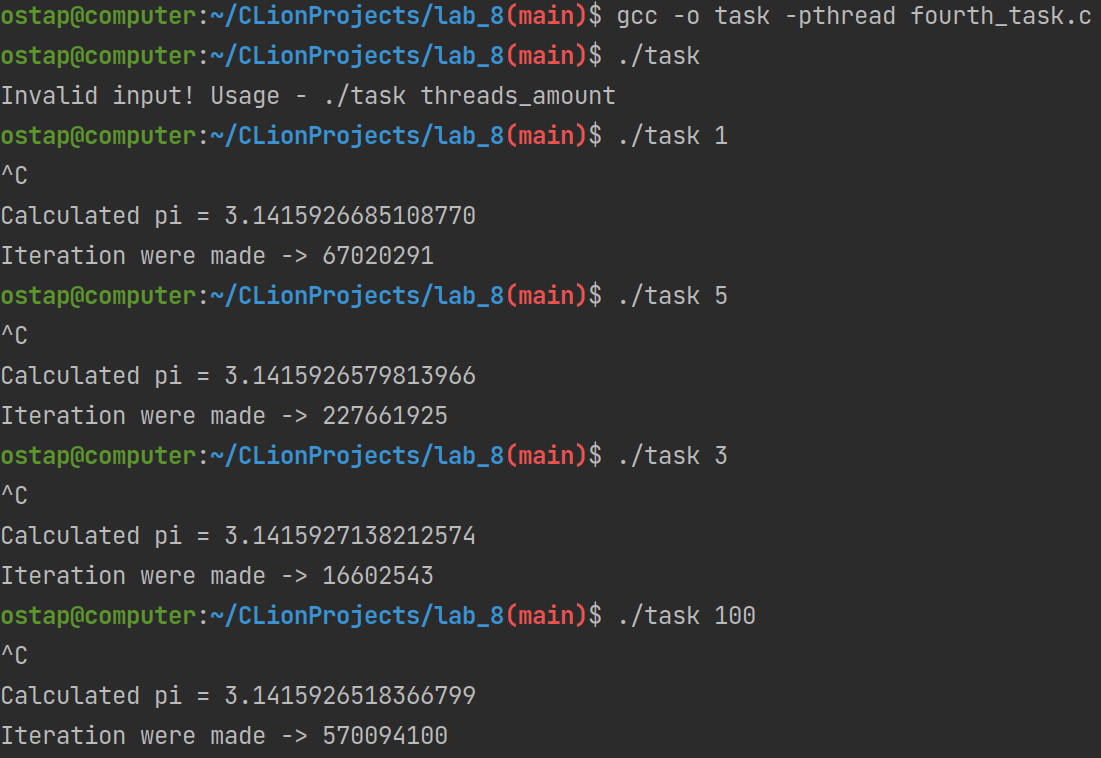 ostap@computer:~/CLionProjects/lab_8(main)$ gcc -o task -pthread fourth_task.c
ostap@computer:~/CLionProjects/lab_8(main)$ ./task
Invalid input! Usage - ./task threads_amount
ostap@computer:~/CLionProjects/lab_8(main)$ ./task 1
^C
Calculated pi = 3.1415926685108770
Iteration were made -> 67020291
ostap@computer:~/CLionProjects/lab_8(main)$ ./task 5
^C
Calculated pi = 3.1415926579813966
Iteration were made -> 227661925
ostap@computer:~/CLionProjects/lab_8(main)$ ./task 3
^C
Calculated pi = 3.1415927138212574
Iteration were made -> 16602543
ostap@computer:~/CLionProjects/lab_8(main)$ ./task 100
^C
Calculated pi = 3.1415926518366799
Iteration were made -> 570094100